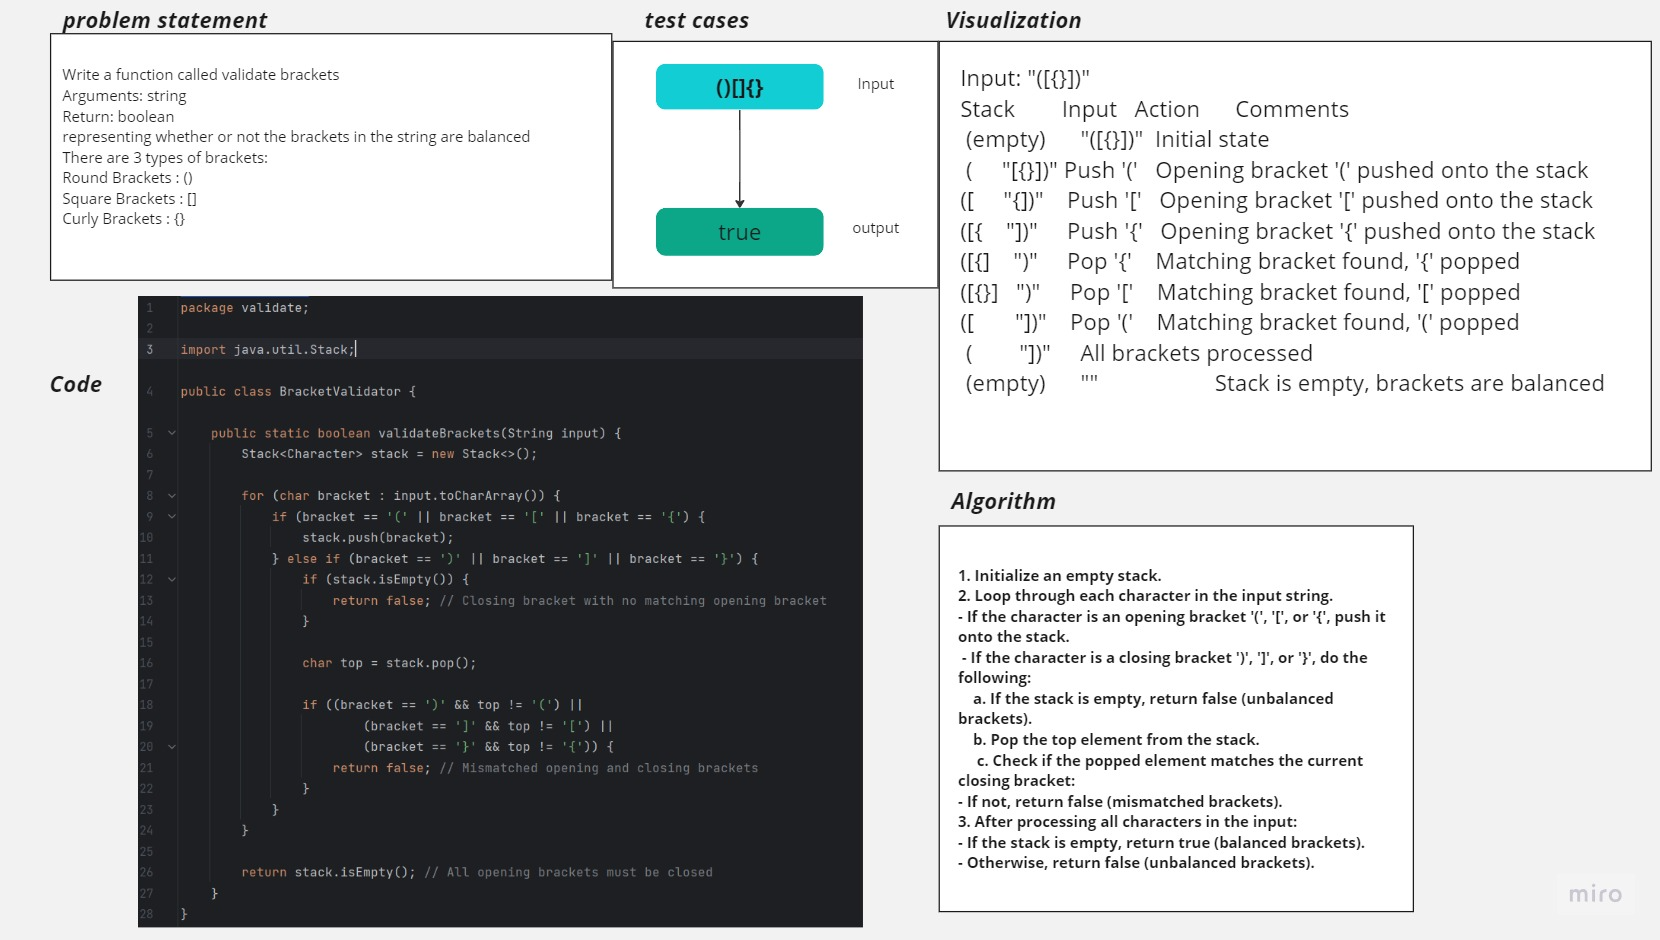 problem statement
Write a function called validate brackets
Arguments: string
Return: boolean
representing whether or not the brackets in the string are balanced
There are 3 types of brackets:
Round Brackets : ()
Square Brackets : []
Curly Brackets : {}
test cases
()[]{}
Input
true
output
Visualization
Input: "([{}])"
Stack Input Action Comments
(empty) "([{}])" Initial state
( "[{}])" Push '(' Opening bracket '(' pushed onto the stack
([ "{])" Push '[' Opening bracket '[' pushed onto the stack
([{ "])" Push '{' Opening bracket '{' pushed onto the stack
([{] ")" Pop '{' Matching bracket found, '{' popped
([{}] ")" Pop '[' Matching bracket found, '[' popped
([ "])" Pop '(' Matching bracket found, '(' popped
( "])" All brackets processed
(empty) "" Stack is empty, brackets are balanced
Code
1 package validate;
2
3 import java.util.Stack;
4 public class BracketValidator {
5 public static boolean validateBrackets(String input) {
6 Stack<Character> stack = new Stack<>();
7
8 for (char bracket : input.toCharArray()) {
9 if (bracket == '(' || bracket == '[' || bracket == '{') {
10 stack.push(bracket);
11 } else if (bracket == ')' || bracket == ']' || bracket == '}') {
12 if (stack.isEmpty()) {
13 return false; // Closing bracket with no matching opening bracket
14 }
15
16 char top = stack.pop();
17
18 if ((bracket == ')' && top != '(') ||
19 (bracket == ']' && top != '[') ||
20 (bracket == '}' && top != '{')) {
21 return false; // Mismatched opening and closing brackets
22 }
23 }
24 }
25
26 return stack.isEmpty(); // All opening brackets must be closed
27 }
28 }
Algorithm
1. Initialize an empty stack.
2. Loop through each character in the input string.
- If the character is an opening bracket '(', '[', or '{', push it
onto the stack.
- If the character is a closing bracket ')', ']', or '}', do the
following:
a. If the stack is empty, return false (unbalanced
brackets).
b. Pop the top element from the stack.
c. Check if the popped element matches the current
closing bracket:
- If not, return false (mismatched brackets).
3. After processing all characters in the input:
- If the stack is empty, return true (balanced brackets).
- Otherwise, return false (unbalanced brackets).
miro